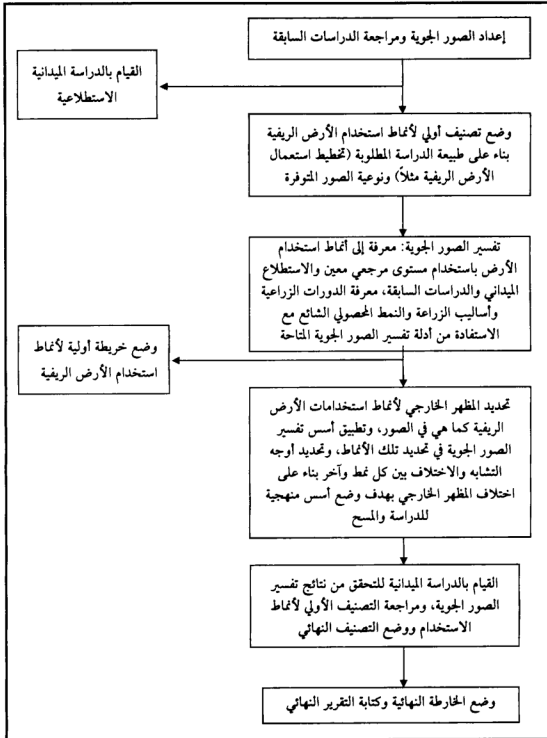 إعداد الصور الجوية ومراجعة الدراسات السابقة
القيام بالدراسة الميدانية
الاستطلاعية
وضع تصنيف أولي لأنماط استخدام الأرض الريفية
بناء على طبيعة الدراسة المطلوبة (تخطيط استعمال
الأرض الريفية مثلاً) ونوعية الصور المتوفرة
تفسير الصور الجوية: معرفة إلى أنماط استخدام
الأرض باستخدام مستوى مرجعي معين والاستطلاع
الميداني والدراسات السابقة، معرفة الدورات الزراعية
وأساليب الزراعة والنمط المحصولي الشائع مع
الاستفادة من أدلة تفسير الصور الجوية المتاحة
وضع خريطة أولية لأنماط
استخدام الأرض الريفية
تحديد المظهر الخارجي لأنماط استخدامات الأرض
الريفية كما هي في الصور، وتطبيق أسس تفسير
الصور الجوية في تحديد تلك الأنماط، وتحديد أوجه
التشابه والاختلاف بين كل نمط وآخر بناء على
اختلاف المظهر الخارجي بهدف وضع أسس منهجية
للدراسة والمسح
القيام بالدراسة الميدانية للتحقق من نتائج تفسير
الصور الجوية، ومراجعة التصنيف الأولي لأنماط
الاستخدام ووضع التصنيف النهائي
وضع الخارطة النهائية وكتابة التقرير النهائي